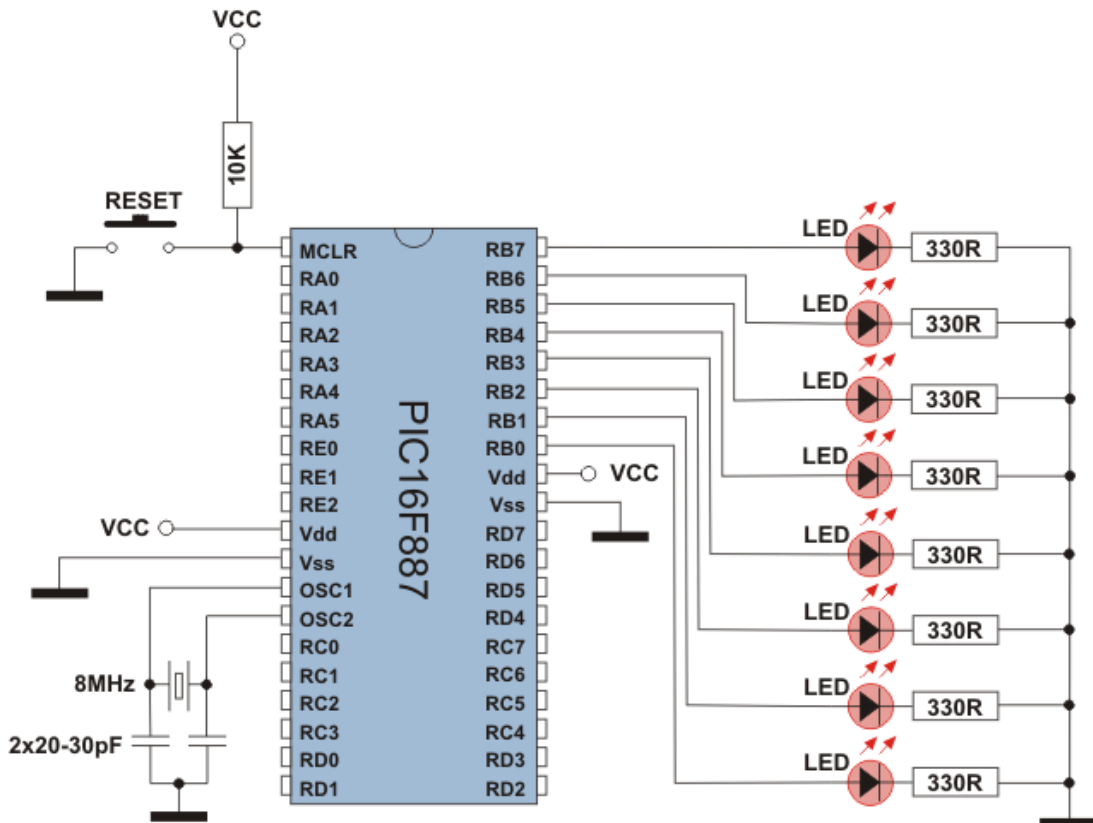 VCC
10K
RESET
MCLR
RA0
RA1
RA2
RA3
RA4
RA5
RE0
RE1
RE2
Vdd
Vss
OSC1
OSC2
RC0
RC1
RC2
RC3
RD0
RD1
PIC16F887
RB7
RB6
RB5
RB4
RB3
RB2
RB1
RB0
Vdd
Vss
RD7
RD6
RD5
RD4
RC7
RC6
RC5
RC4
RD3
RD2
VCC
VCC
8MHz
2x20-30pF
LED 330R
LED 330R
LED 330R
LED 330R
LED 330R
LED 330R
LED 330R
LED 330R